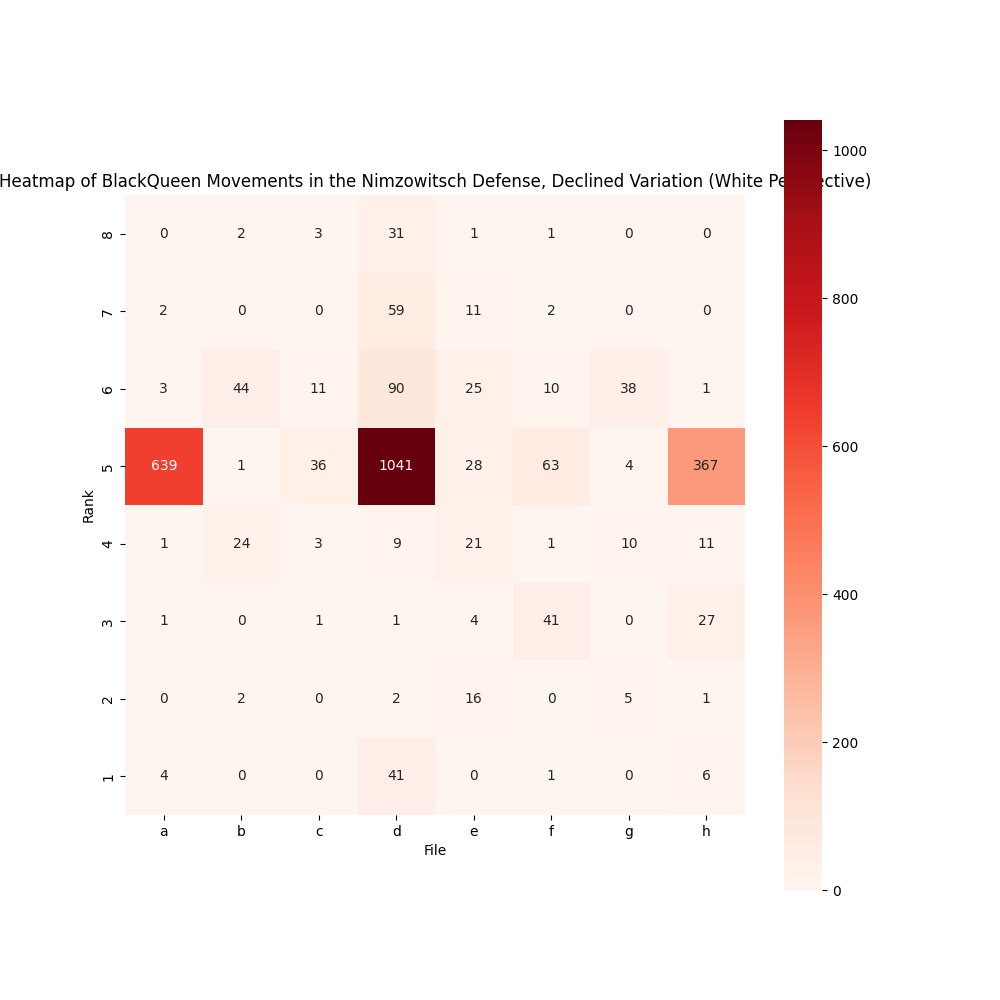 1000
Heatmap of BlackQueen Movements in the Nimzowitsch Defense, Declined Variation (White Pe ective)
8 0 2 3 31 1 1 0 0
800
7 2 0 0 59 11 2 0 0
6 3 44 11 90 25 10 38 1
600
5 639 1 36 1041 28 63 4 367
Rank
4 1 24 3 9 21 1 10 11
400
3 1 0 1 1 4 41 0 27
2 0 2 0 2 16 0 5 1
200
1 4 0 0 41 0 1 0 6
a b c d e f g h
File
0